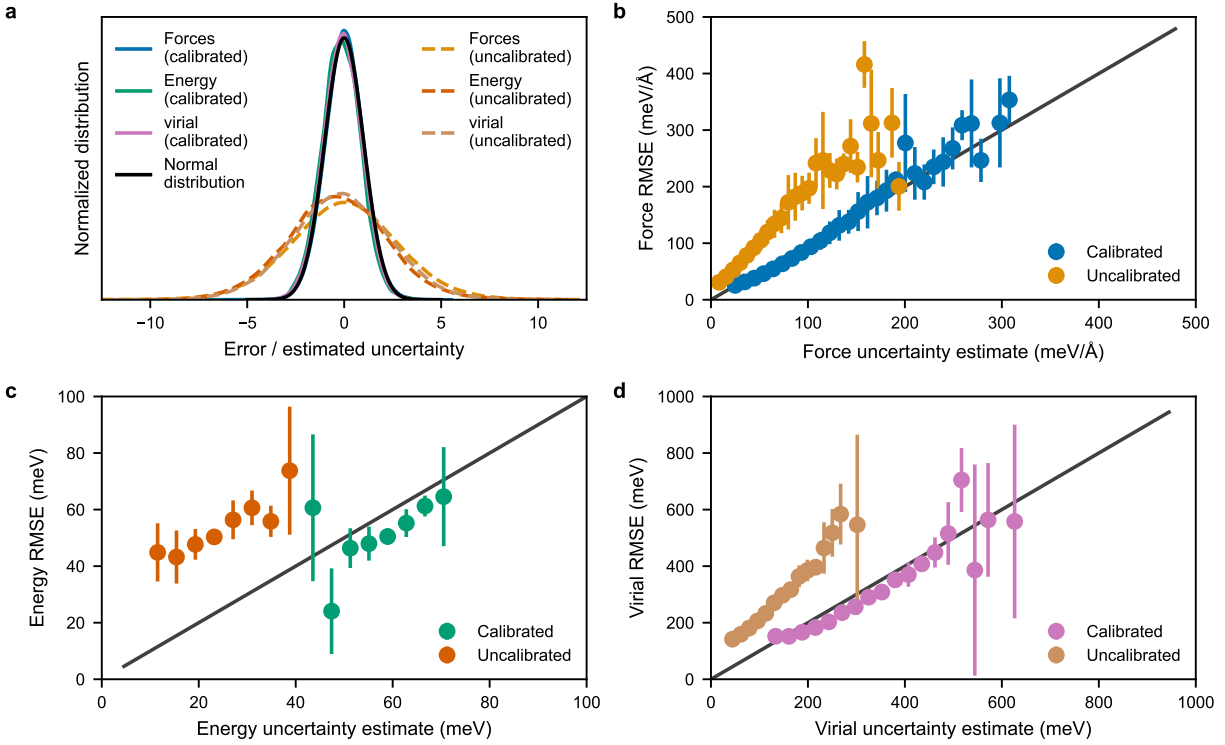 a
Normalized distribution
Forces
(calibrated)
Energy
(calibrated)
virial
(calibrated)
Normal
distribution
Forces
(uncalibrated)
Energy
(uncalibrated)
virial
(uncalibrated)
−10 −5 0 5 10
Error / estimated uncertainty
b
Force RMSE (meV/Å)
500
400
300
200
100
0
Calibrated
Uncalibrated
0 100 200 300 400 500
Force uncertainty estimate (meV/Å)
c
Energy RMSE (meV)
100
80
60
40
20
0
Calibrated
Uncalibrated
0 20 40 60 80 100
Energy uncertainty estimate (meV)
d
Virial RMSE (meV)
1000
800
600
400
200
0
Calibrated
Uncalibrated
0 200 400 600 800 1000
Virial uncertainty estimate (meV)